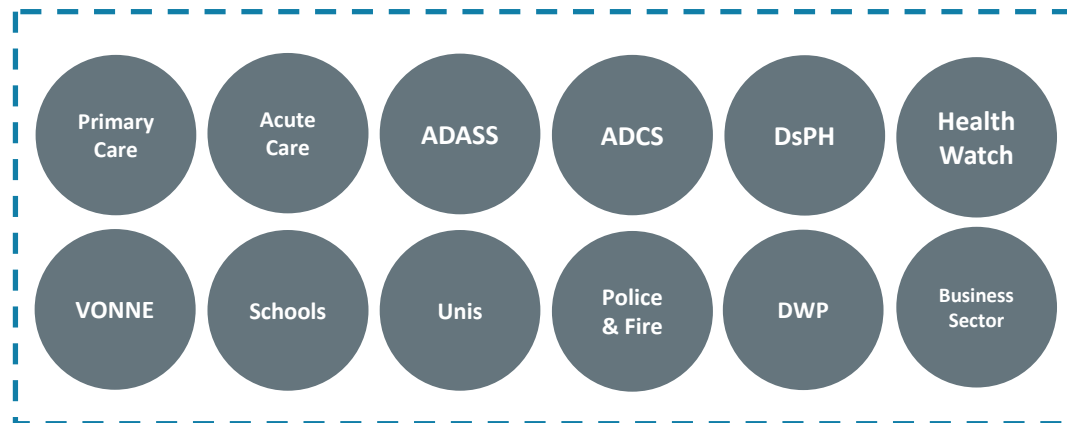 Primary
Care
Acute
Care
ADASS
ADCS
DsPH
Health
Watch
VONNE
Schools
Unis
Police
& Fire
DWP
Business
Sector